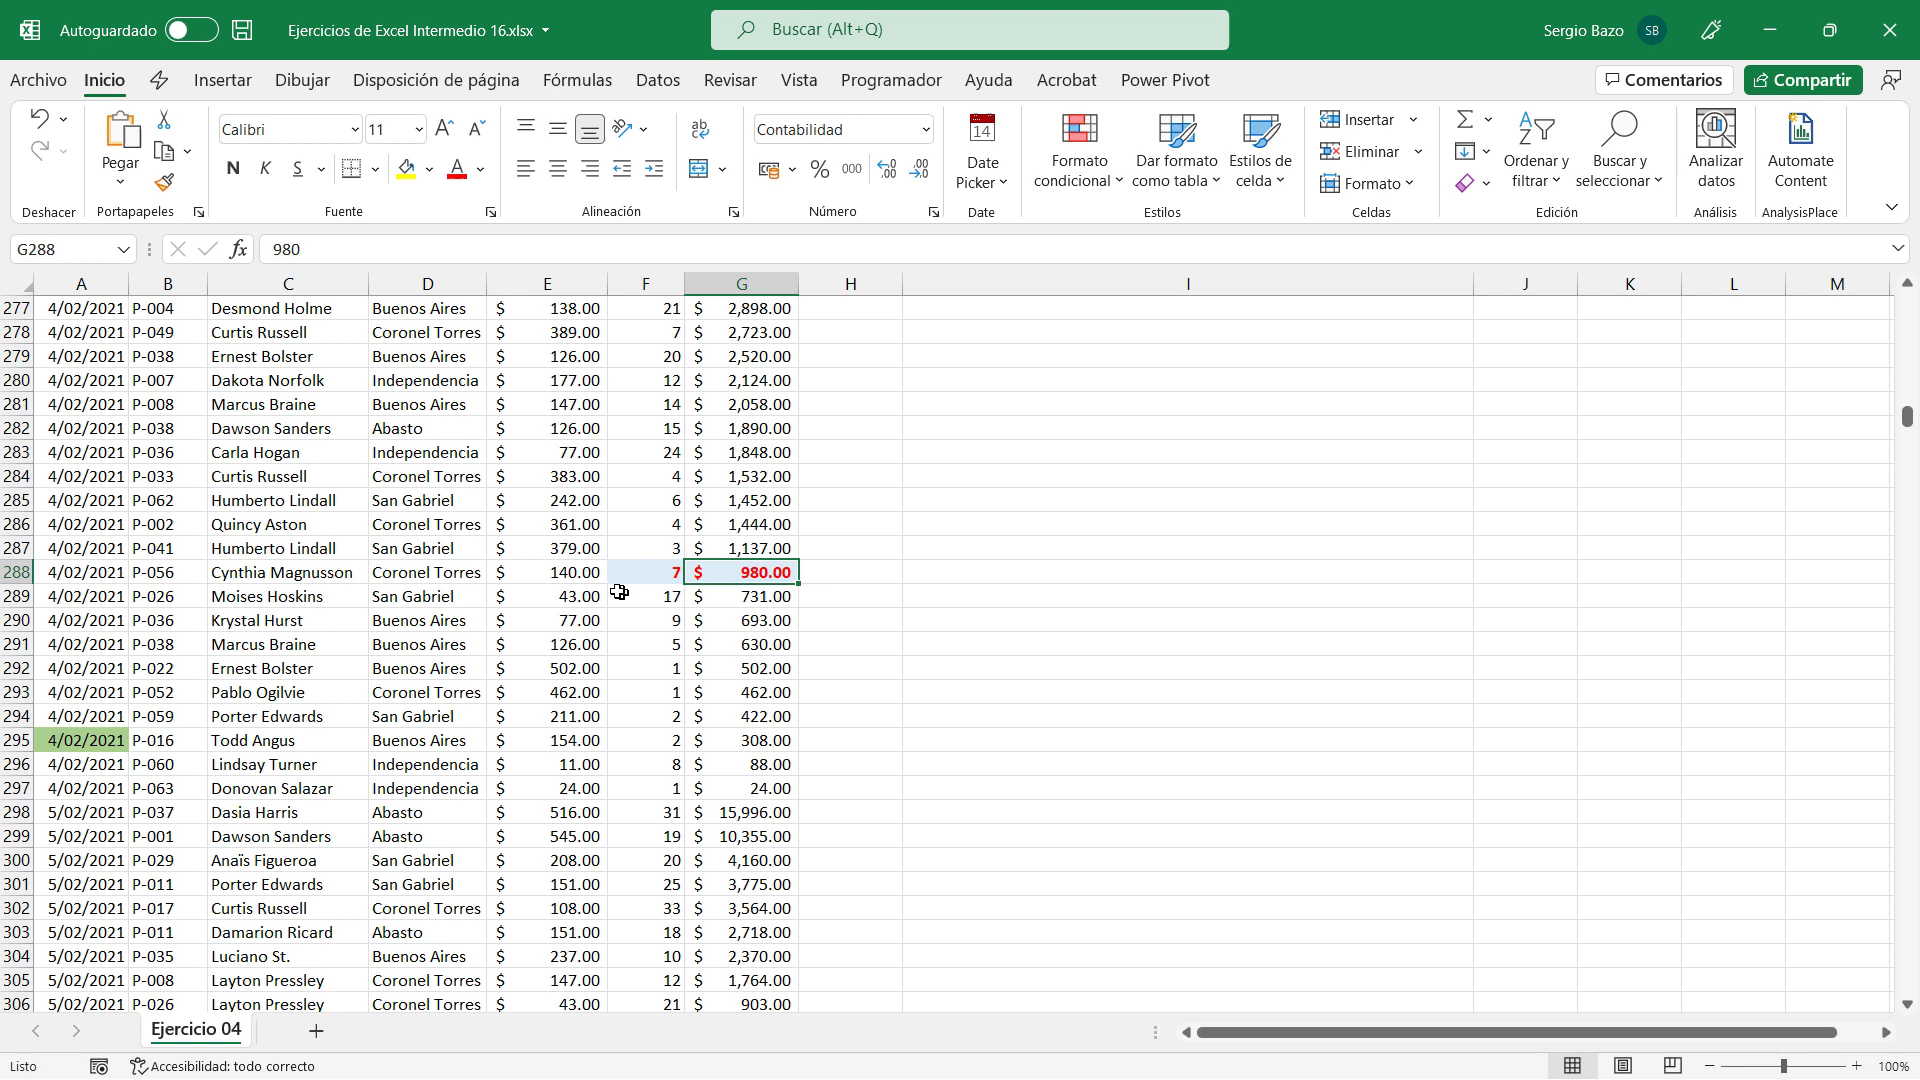 Autoguardado Ejercicios de Excel Intermedio 16.xlsx Buscar (Alt+Q) Sergio Bazo SB
Archivo Inicio Insertar Dibujar Disposición de página Fórmulas Datos Revisar Vista Programador Ayuda Acrobat Power Pivot Comentarios Compartir
Pegar Calibri 11 N K S ab c Contabilidad % 000
14 Date Picker Formato condicional Dar formato como tabla Estilos de celda
Insertar Eliminar Formato Ordenar y filtrar Buscar y seleccionar Analizar datos Automate Content
Deshacer Portapapeles Fuente Alineación Número Date Estilos Celdas Edición Análisis AnalysisPlace
G288 fx 980
A B C D E F G H I J K L M
277 4/02/2021 P-004 Desmond Holme Buenos Aires $ 138.00 21 $ 2,898.00
278 4/02/2021 P-049 Curtis Russell Coronel Torres $ 389.00 7 $ 2,723.00
279 4/02/2021 P-038 Ernest Bolster Buenos Aires $ 126.00 20 $ 2,520.00
280 4/02/2021 P-007 Dakota Norfolk Independencia $ 177.00 12 $ 2,124.00
281 4/02/2021 P-008 Marcus Braine Buenos Aires $ 147.00 14 $ 2,058.00
282 4/02/2021 P-038 Dawson Sanders Abasto $ 126.00 15 $ 1,890.00
283 4/02/2021 P-036 Carla Hogan Independencia $ 77.00 24 $ 1,848.00
284 4/02/2021 P-033 Curtis Russell Coronel Torres $ 383.00 4 $ 1,532.00
285 4/02/2021 P-062 Humberto Lindall San Gabriel $ 242.00 6 $ 1,452.00
286 4/02/2021 P-002 Quincy Aston Coronel Torres $ 361.00 4 $ 1,444.00
287 4/02/2021 P-041 Humberto Lindall San Gabriel $ 379.00 3 $ 1,137.00
288 4/02/2021 P-056 Cynthia Magnusson Coronel Torres $ 140.00 7 $ 980.00
289 4/02/2021 P-026 Moises Hoskins San Gabriel $ 43.00 17 $ 731.00
290 4/02/2021 P-036 Krystal Hurst Buenos Aires $ 77.00 9 $ 693.00
291 4/02/2021 P-038 Marcus Braine Buenos Aires $ 126.00 5 $ 630.00
292 4/02/2021 P-022 Ernest Bolster Buenos Aires $ 502.00 1 $ 502.00
293 4/02/2021 P-052 Pablo Ogilvie Coronel Torres $ 462.00 1 $ 462.00
294 4/02/2021 P-059 Porter Edwards San Gabriel $ 211.00 2 $ 422.00
295 4/02/2021 P-016 Todd Angus Buenos Aires $ 154.00 2 $ 308.00
296 4/02/2021 P-060 Lindsay Turner Independencia $ 11.00 8 $ 88.00
297 4/02/2021 P-063 Donovan Salazar Independencia $ 24.00 1 $ 24.00
298 5/02/2021 P-037 Dasia Harris Abasto $ 516.00 31 $ 15,996.00
299 5/02/2021 P-001 Dawson Sanders Abasto $ 545.00 19 $ 10,355.00
300 5/02/2021 P-029 Anaïs Figueroa San Gabriel $ 208.00 20 $ 4,160.00
301 5/02/2021 P-011 Porter Edwards San Gabriel $ 151.00 25 $ 3,775.00
302 5/02/2021 P-017 Curtis Russell Coronel Torres $ 108.00 33 $ 3,564.00
303 5/02/2021 P-011 Damarion Ricard Abasto $ 151.00 18 $ 2,718.00
304 5/02/2021 P-035 Luciano St. Buenos Aires $ 237.00 10 $ 2,370.00
305 5/02/2021 P-008 Layton Pressley Coronel Torres $ 147.00 12 $ 1,764.00
306 5/02/2021 P-026 Layton Pressley Coronel Torres $ 43.00 21 $ 903.00
Ejercicio 04
Listo Accesibilidad: todo correcto 100%